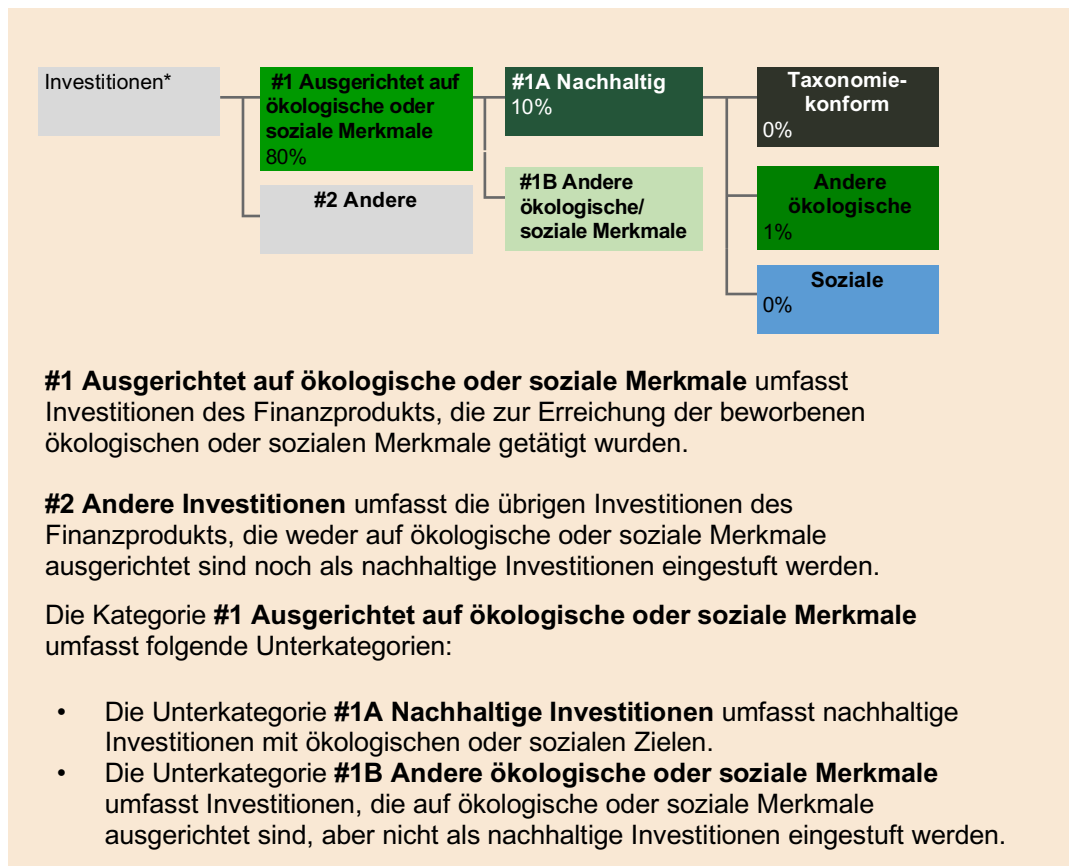 Investitionen*
#1 Ausgerichtet auf
ökologische oder
soziale Merkmale
80%
#2 Andere
#1A Nachhaltig
10%
#1B Andere
ökologische/
soziale Merkmale
Taxonomie-
konform
0%
Andere
ökologische
1%
Soziale
0%
#1 Ausgerichtet auf ökologische oder soziale Merkmale umfasst
Investitionen des Finanzprodukts, die zur Erreichung der beworbenen
ökologischen oder sozialen Merkmale getätigt wurden.
#2 Andere Investitionen umfasst die übrigen Investitionen des
Finanzprodukts, die weder auf ökologische oder soziale Merkmale
ausgerichtet sind noch als nachhaltige Investitionen eingestuft werden.
Die Kategorie #1 Ausgerichtet auf ökologische oder soziale Merkmale
umfasst folgende Unterkategorien:
• Die Unterkategorie #1A Nachhaltige Investitionen umfasst nachhaltige
Investitionen mit ökologischen oder sozialen Zielen.
• Die Unterkategorie #1B Andere ökologische oder soziale Merkmale
umfasst Investitionen, die auf ökologische oder soziale Merkmale
ausgerichtet sind, aber nicht als nachhaltige Investitionen eingestuft werden.